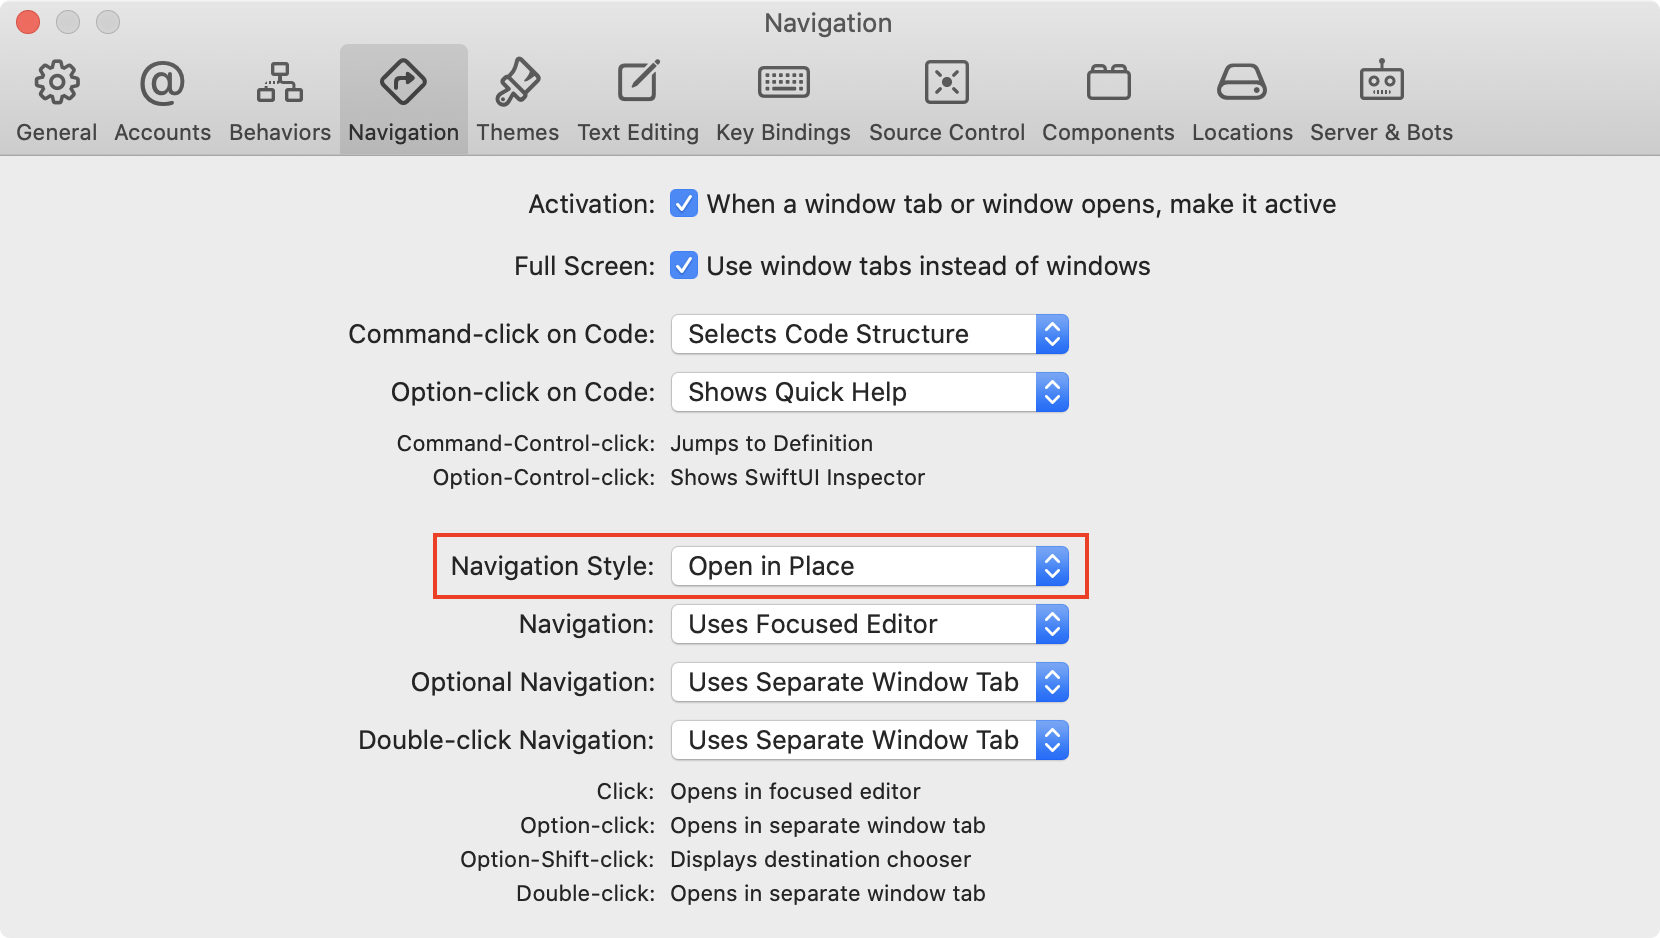 Navigation
General Accounts Behaviors Navigation Themes Text Editing Key Bindings Source Control Components Locations Server & Bots
Activation: When a window tab or window opens, make it active
Full Screen: Use window tabs instead of windows
Command-click on Code: Selects Code Structure
Option-click on Code: Shows Quick Help
Command-Control-click: Jumps to Definition
Option-Control-click: Shows SwiftUI Inspector
Navigation Style: Open in Place
Navigation: Uses Focused Editor
Optional Navigation: Uses Separate Window Tab
Double-click Navigation: Uses Separate Window Tab
Click: Opens in focused editor
Option-click: Opens in separate window tab
Option-Shift-click: Displays destination chooser
Double-click: Opens in separate window tab